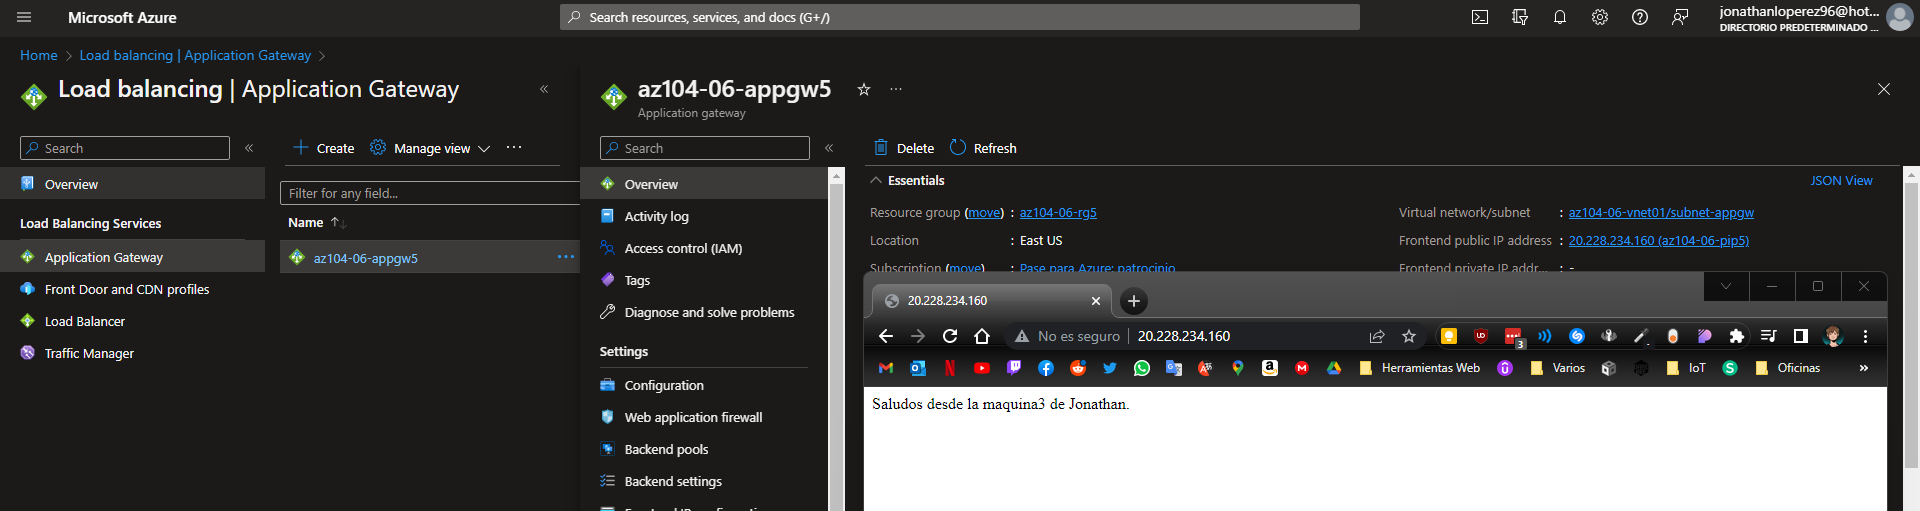 Microsoft Azure
Search resources, services, and docs (G+/)
jonathanloperez96@hot...
DIRECTORIO PREDETERMINADO ...
Home > Load balancing | Application Gateway >
Load balancing | Application Gateway
«
Search
«
Overview
Load Balancing Services
Application Gateway
Front Door and CDN profiles
Load Balancer
Traffic Manager
Create
Manage view
...
Filter for any field...
Name ↑↓
az104-06-appgw5
...
az104-06-appgw5
...
Application gateway
Search
«
Overview
Activity log
Access control (IAM)
Tags
Diagnose and solve problems
Settings
Configuration
Web application firewall
Backend pools
Backend settings
Delete
Refresh
Essentials
JSON View
Resource group (move) : az104-06-rg5
Location : East US
Subscription (move) : Pase para Azure: patrocinio
Virtual network/subnet : az104-06-vnet01/subnet-appgw
Frontend public IP address : 20.228.234.160 (az104-06-pip5)
Frontend private IP addr... : -
20.228.234.160
No es seguro | 20.228.234.160
3
Herramientas Web
Varios
IoT
Oficinas
»
Saludos desde la maquina3 de Jonathan.